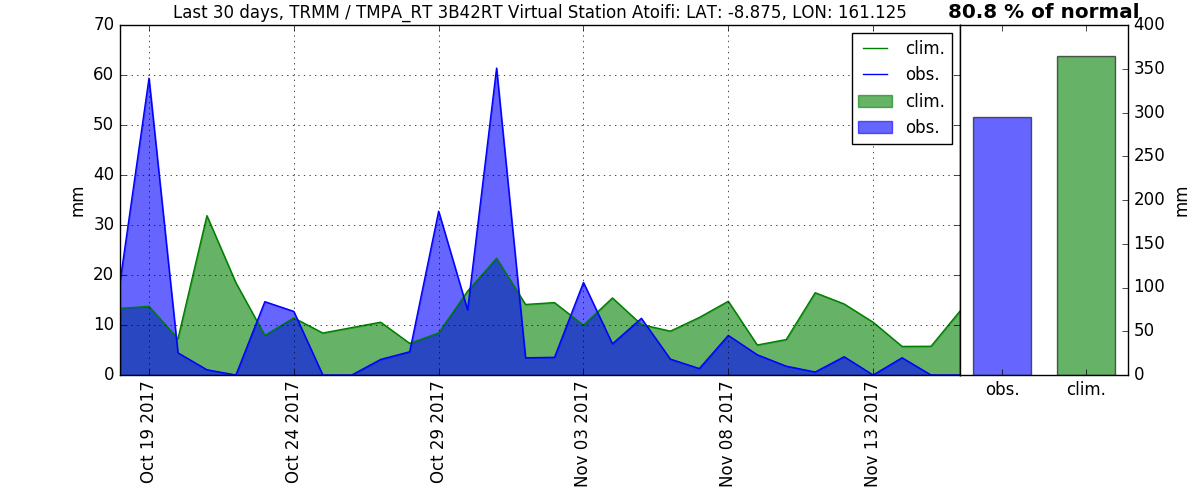 Last 30 days, TRMM / TMPA_RT 3B42RT Virtual Station Atoifi: LAT: -8.875, LON: 161.125
80.8 % of normal
70
60
50
40
30
20
10
0
mm
clim.
obs.
clim.
obs.
400
350
300
250
200
150
100
50
0
mm
obs.
clim.
Oct 19 2017
Oct 24 2017
Oct 29 2017
Nov 03 2017
Nov 08 2017
Nov 13 2017